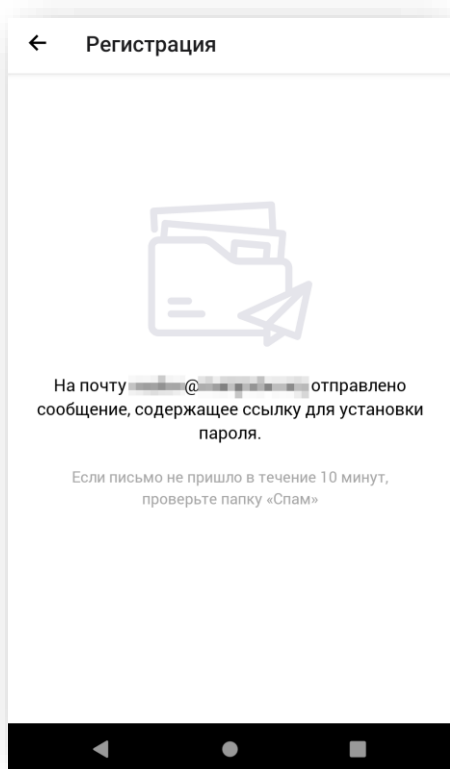 Регистрация
На почту @ отправлено
сообщение, содержащее ссылку для установки
пароля.
Если письмо не пришло в течение 10 минут,
проверьте папку «Спам»